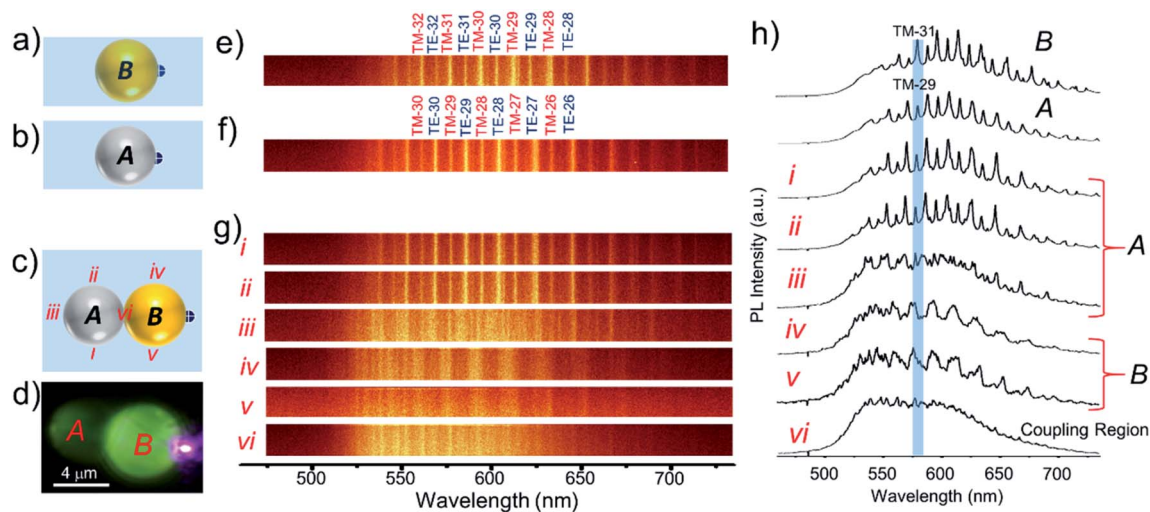 a)
B
b)
A
c)
ii
iv
iii
A
vi
B
i
v
d)
A
B
4 μm
e)
TM-32
TE-32
TM-31
TE-31
TM-30
TE-30
TM-29
TE-29
TM-28
TE-28
f)
TM-30
TE-30
TM-29
TE-29
TM-28
TE-28
TM-27
TE-27
TM-26
TE-26
g)
i
ii
iii
iv
v
vi
500 550 600 650 700
Wavelength (nm)
h)
TM-31
B
TM-29
A
i
ii
A
iii
iv
v
B
vi
Coupling Region
PL Intensity (a.u.)
500 550 600 650 700
Wavelength (nm)